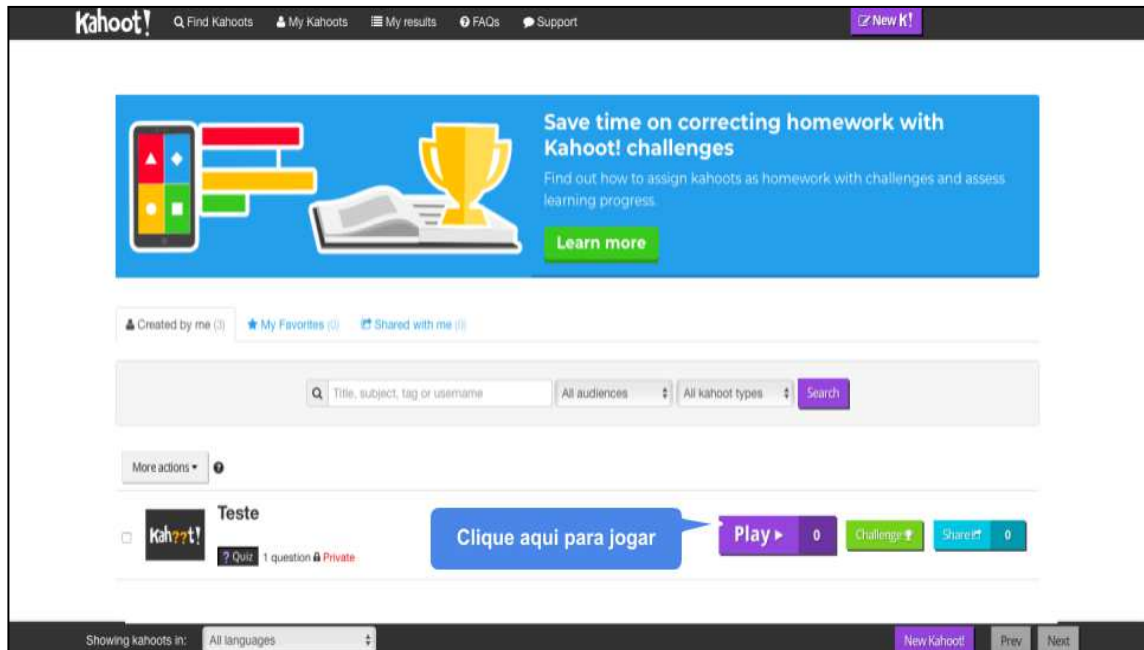 Kahoot! Find Kahoots My Kahoots My results FAQs Support New K!
Save time on correcting homework with
Kahoot! challenges
Find out how to assign kahoots as homework with challenges and assess
learning progress.
Learn more
Created by me (3) My Favorites (0) Shared with me (0)
Title, subject, tag or username All audiences All kahoot types Search
More actions
Teste
Kah??t! Clique aqui para jogar Play 0 Challenge Share it 0
? Quiz 1 question Private
Showing kahoots in: All languages New Kahoot! Prev Next